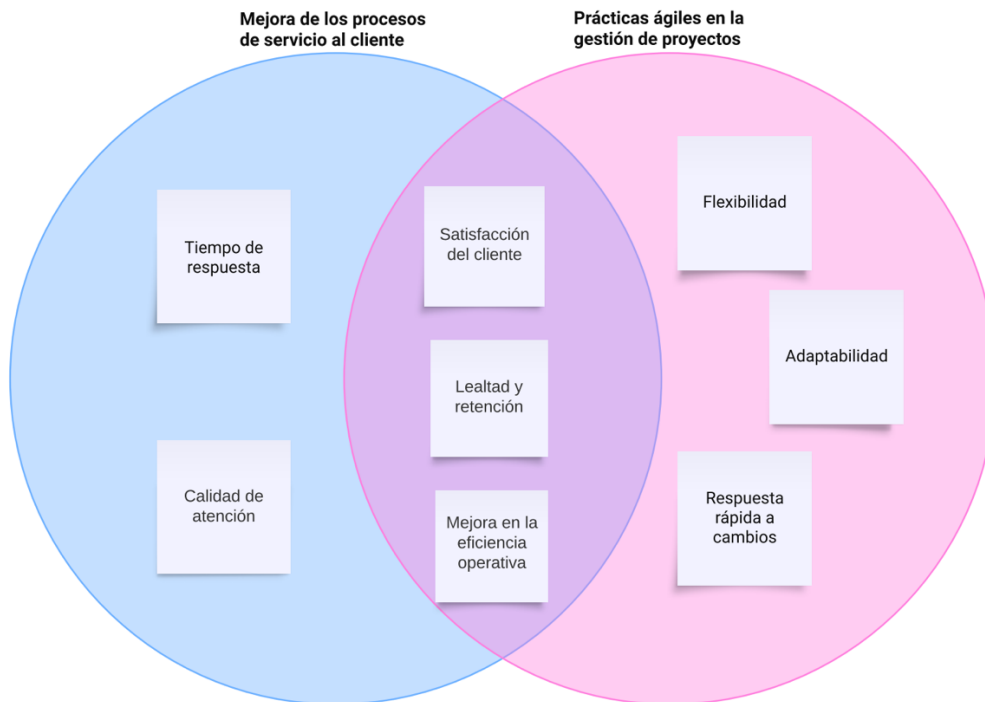 Mejora de los procesos
de servicio al cliente
Prácticas ágiles en la
gestión de proyectos
Tiempo de
respuesta
Calidad de
atención
Satisfacción
del cliente
Lealtad y
retención
Mejora en la
eficiencia
operativa
Flexibilidad
Adaptabilidad
Respuesta
rápida a
cambios